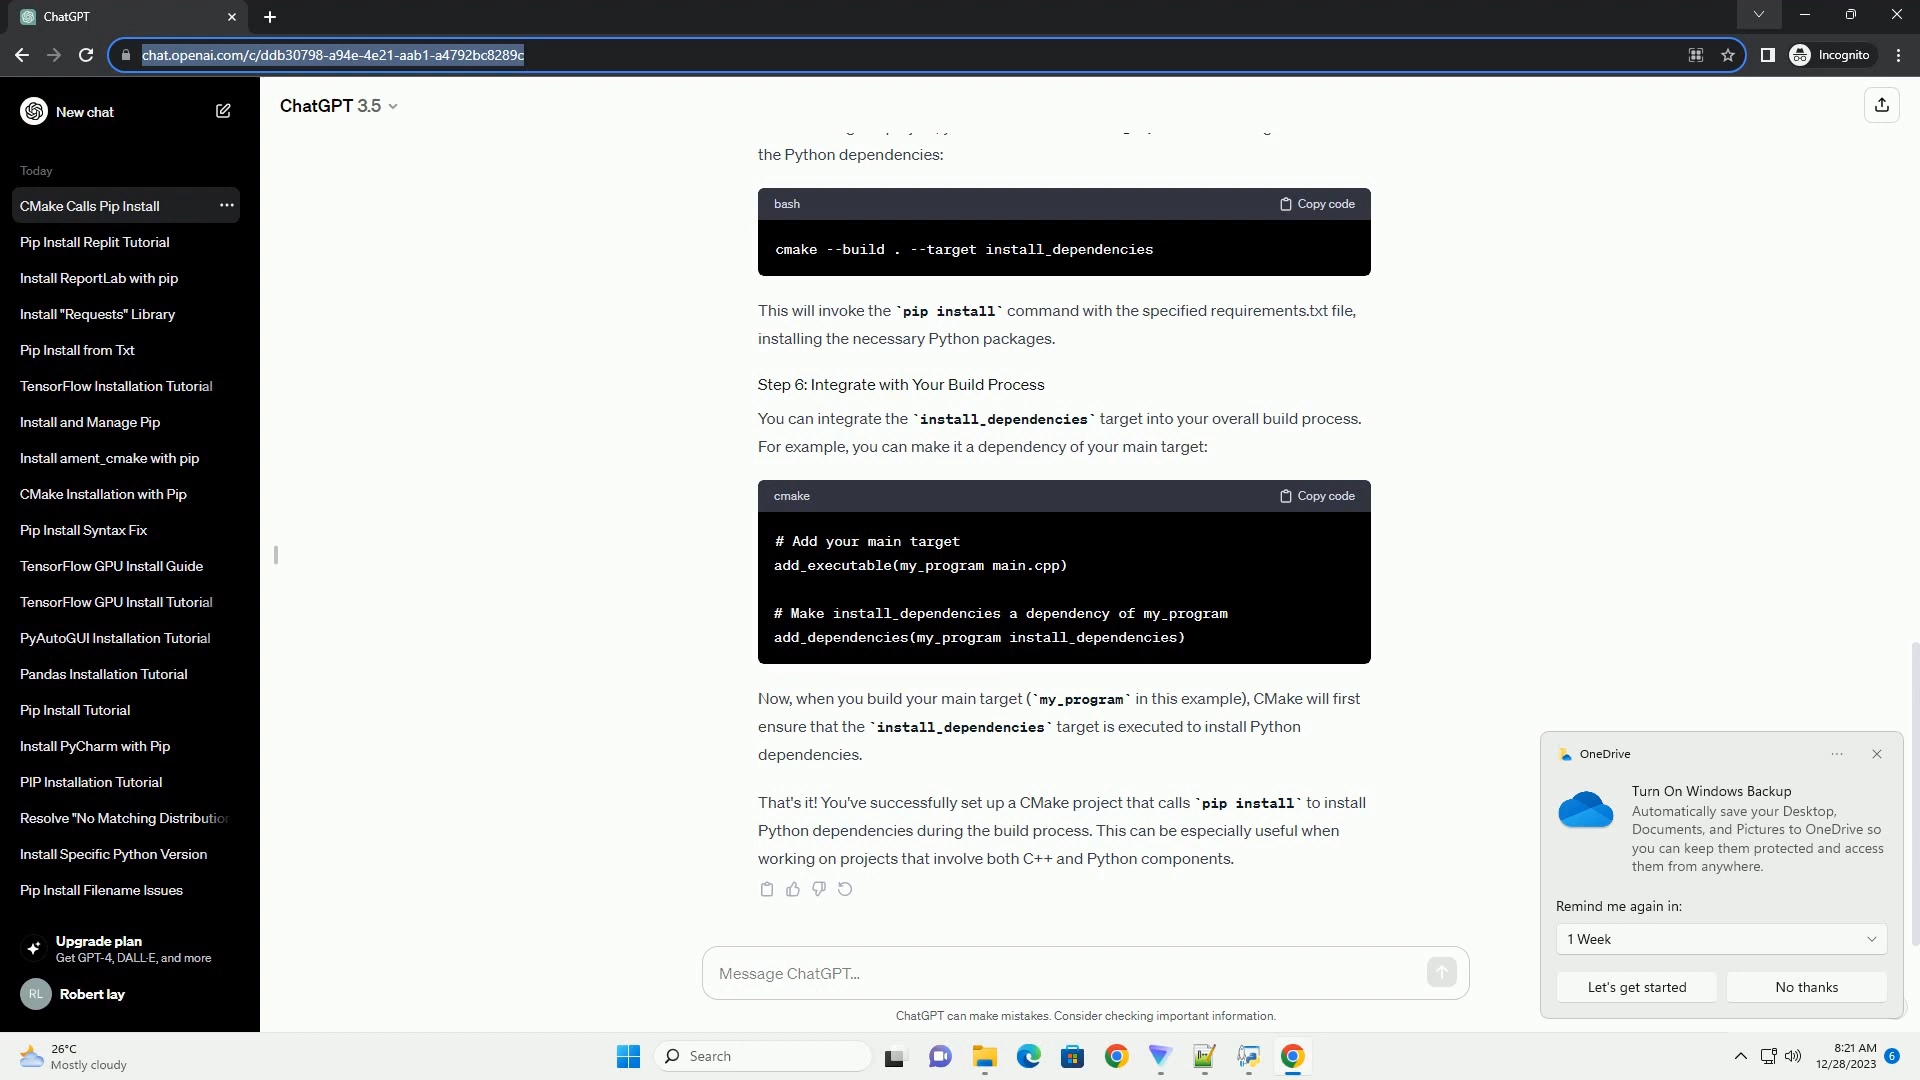 ChatGPT
chat.openai.com/c/ddb30798-a94e-4e21-aab1-a4792bc8289c
Incognito
New chat
ChatGPT 3.5
Today
CMake Calls Pip Install
Pip Install Replit Tutorial
Install ReportLab with pip
Install "Requests" Library
Pip Install from Txt
TensorFlow Installation Tutorial
Install and Manage Pip
Install ament_cmake with pip
CMake Installation with Pip
Pip Install Syntax Fix
TensorFlow GPU Install Guide
TensorFlow GPU Install Tutorial
PyAutoGUI Installation Tutorial
Pandas Installation Tutorial
Pip Install Tutorial
Install PyCharm with Pip
PIP Installation Tutorial
Resolve "No Matching Distribution
Install Specific Python Version
Pip Install Filename Issues
Upgrade plan
Get GPT-4, DALL·E, and more
RL Robert lay
the Python dependencies:
bash Copy code
cmake --build . --target install_dependencies
This will invoke the `pip install` command with the specified requirements.txt file,
installing the necessary Python packages.
Step 6: Integrate with Your Build Process
You can integrate the `install_dependencies` target into your overall build process.
For example, you can make it a dependency of your main target:
cmake Copy code
# Add your main target
add_executable(my_program main.cpp)
# Make install_dependencies a dependency of my_program
add_dependencies(my_program install_dependencies)
Now, when you build your main target (`my_program` in this example), CMake will first
ensure that the `install_dependencies` target is executed to install Python
dependencies.
That's it! You've successfully set up a CMake project that calls `pip install` to install
Python dependencies during the build process. This can be especially useful when
working on projects that involve both C++ and Python components.
Message ChatGPT...
ChatGPT can make mistakes. Consider checking important information.
OneDrive
Turn On Windows Backup
Automatically save your Desktop,
Documents, and Pictures to OneDrive so
you can keep them protected and access
them from anywhere.
Remind me again in:
1 Week
Let's get started
No thanks
26°C
Mostly cloudy
Search
8:21 AM
12/28/2023
6